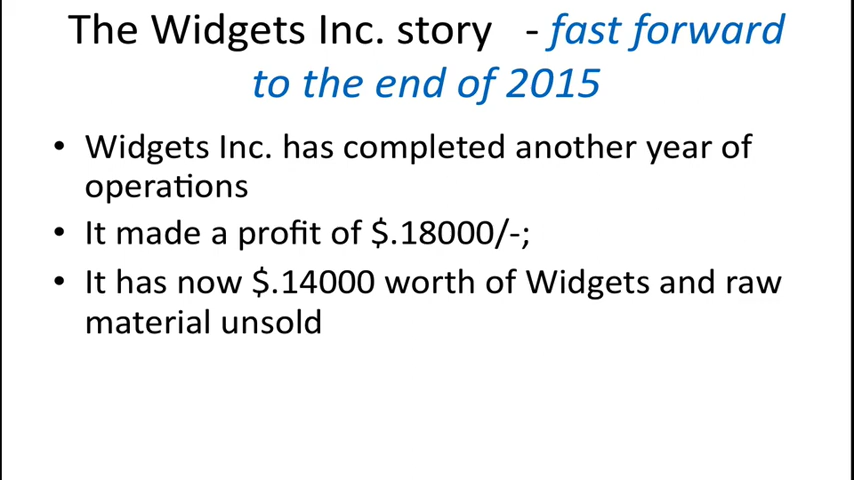 The Widgets Inc. story - fast forward
to the end of 2015
• Widgets Inc. has completed another year of
operations
• It made a profit of $.18000/-;
• It has now $.14000 worth of Widgets and raw
material unsold